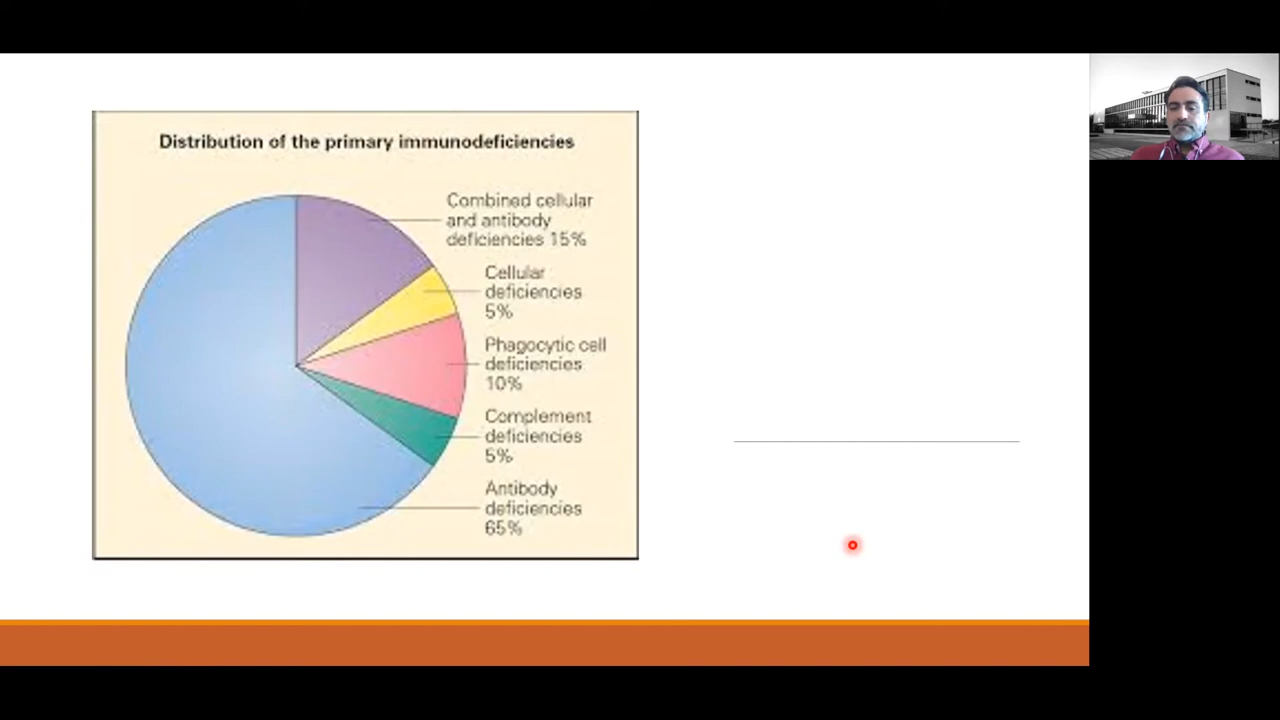 Distribution of the primary immunodeficiencies
Combined cellular
and antibody
deficiencies 15%
Cellular
deficiencies
5%
Phagocytic cell
deficiencies
10%
Complement
deficiencies
5%
Antibody
deficiencies
65%